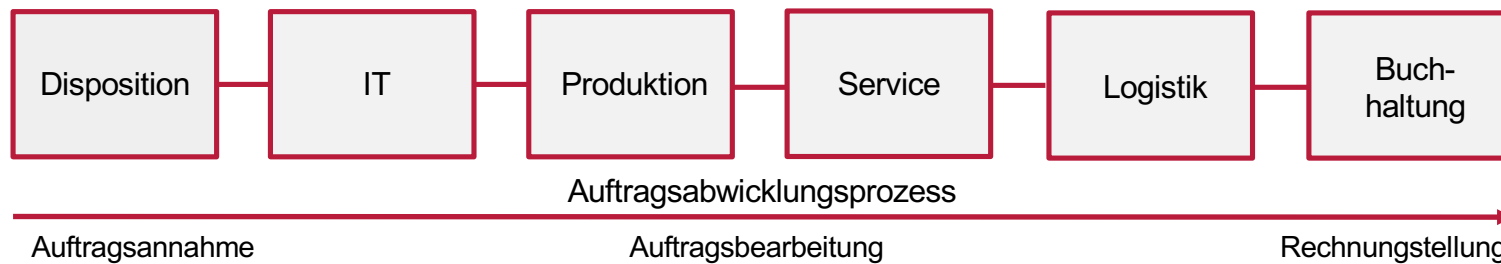 Disposition
IT
Produktion
Service
Logistik
Buch-
haltung
Auftragsabwicklungsprozess
Auftragsannahme
Auftragsbearbeitung
Rechnungstellung